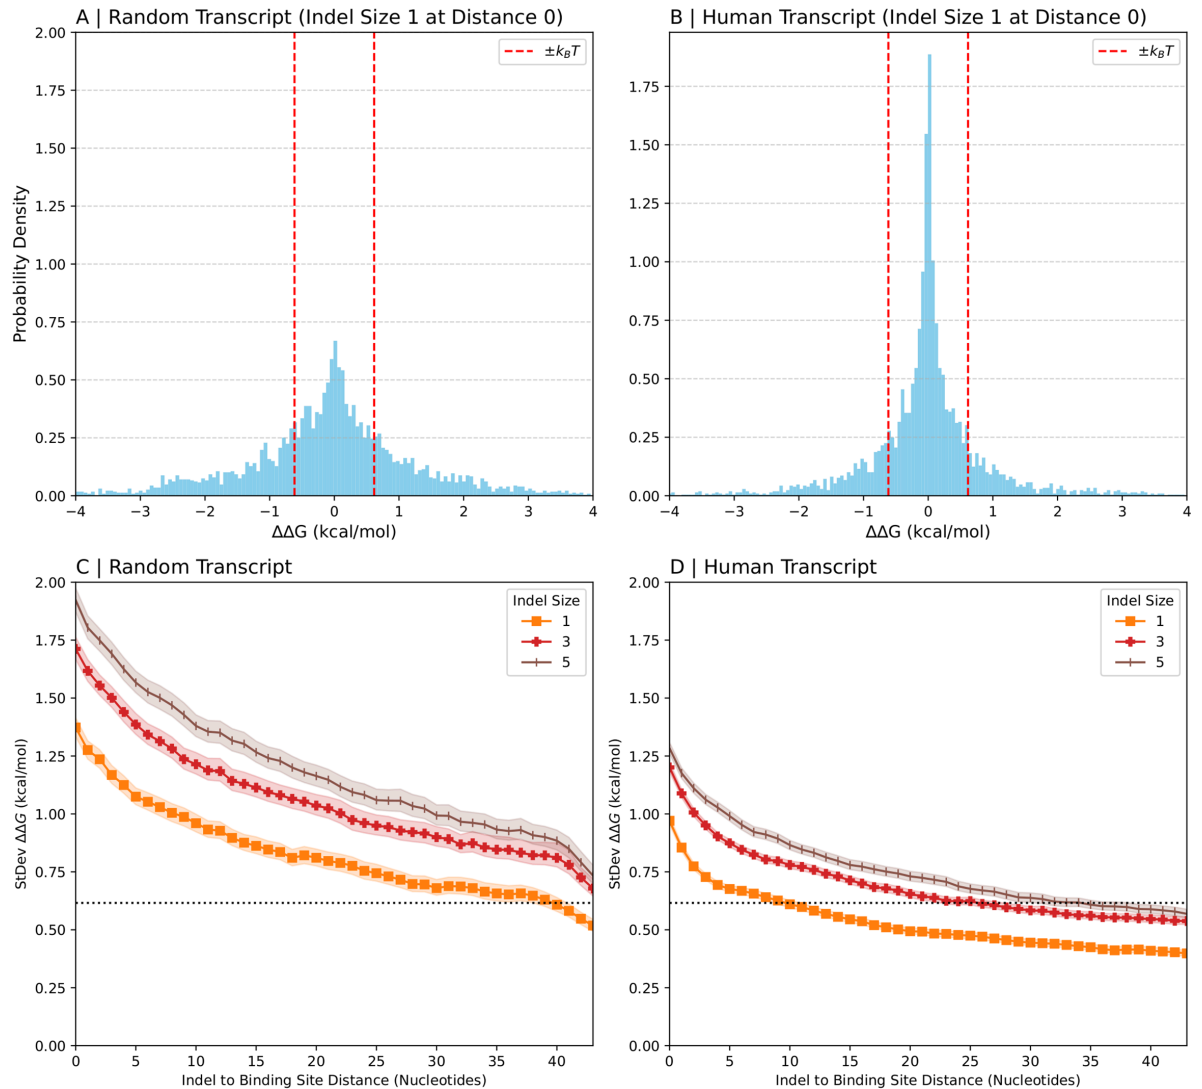 A | Random Transcript (Indel Size 1 at Distance 0)
2.00
1.75
1.50
1.25
1.00
0.75
0.50
0.25
0.00
Probability Density
±k_BT
−4 −3 −2 −1 0 1 2 3 4
ΔΔG (kcal/mol)
B | Human Transcript (Indel Size 1 at Distance 0)
1.75
1.50
1.25
1.00
0.75
0.50
0.25
0.00
±k_BT
−4 −3 −2 −1 0 1 2 3 4
ΔΔG (kcal/mol)
C | Random Transcript
2.00
1.75
1.50
1.25
1.00
0.75
0.50
0.25
0.00
StDev ΔΔG (kcal/mol)
Indel Size
1
3
5
0 5 10 15 20 25 30 35 40
Indel to Binding Site Distance (Nucleotides)
D | Human Transcript
2.00
1.75
1.50
1.25
1.00
0.75
0.50
0.25
0.00
StDev ΔΔG (kcal/mol)
Indel Size
1
3
5
0 5 10 15 20 25 30 35 40
Indel to Binding Site Distance (Nucleotides)